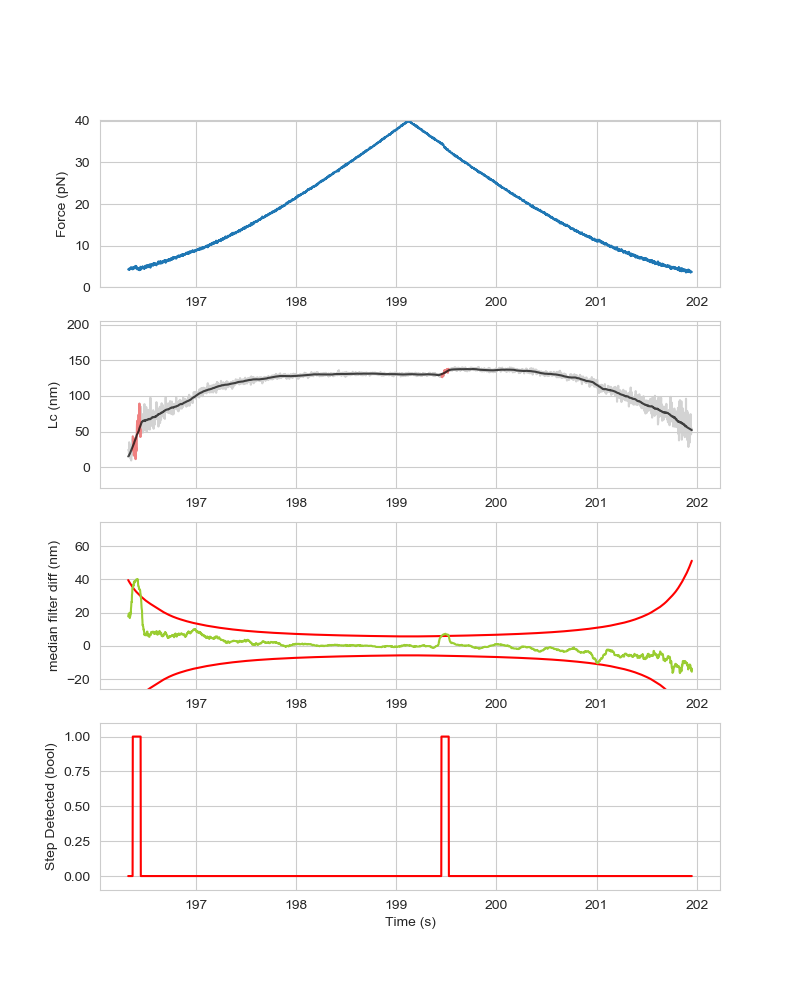 Force (pN)
40
30
20
10
0
197 198 199 200 201 202
Lc (nm)
200
150
100
50
0
197 198 199 200 201 202
median filter diff (nm)
60
40
20
0
−20
197 198 199 200 201 202
Step Detected (bool)
1.00
0.75
0.50
0.25
0.00
197 198 199 200 201 202
Time (s)